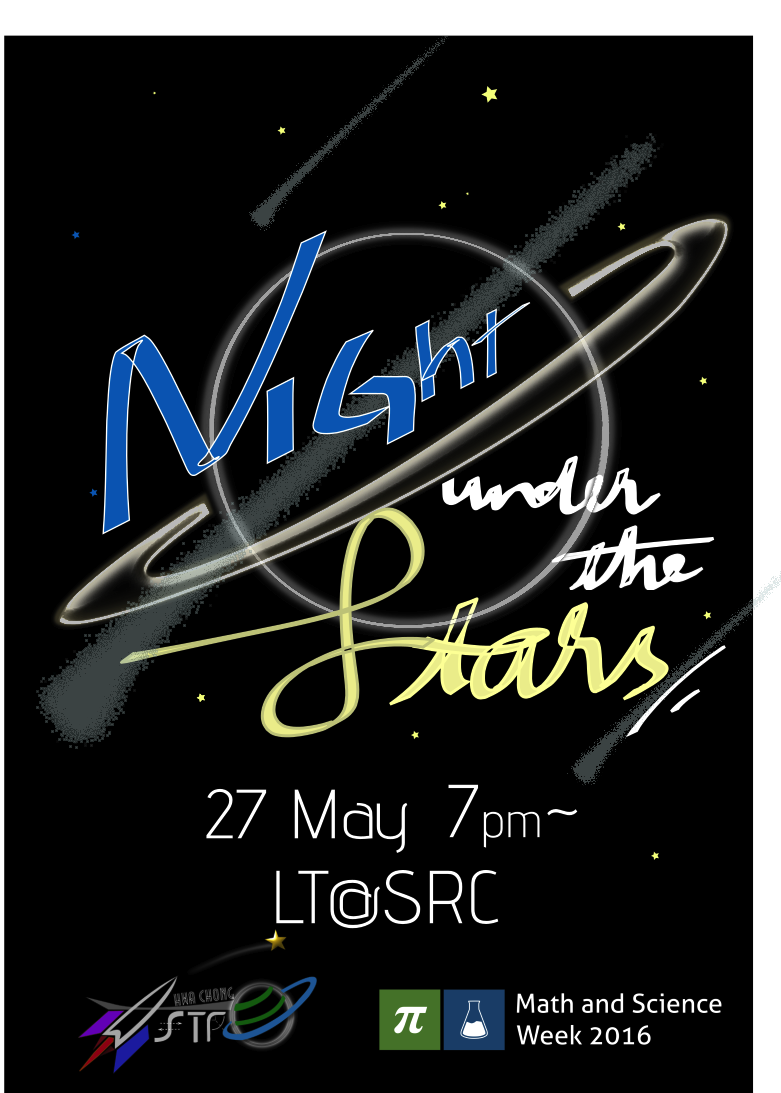 NIGht
under
the
Stars
27 May 7pm~
LT@SRC
HWA CHONG
π
Math and Science
Week 2016